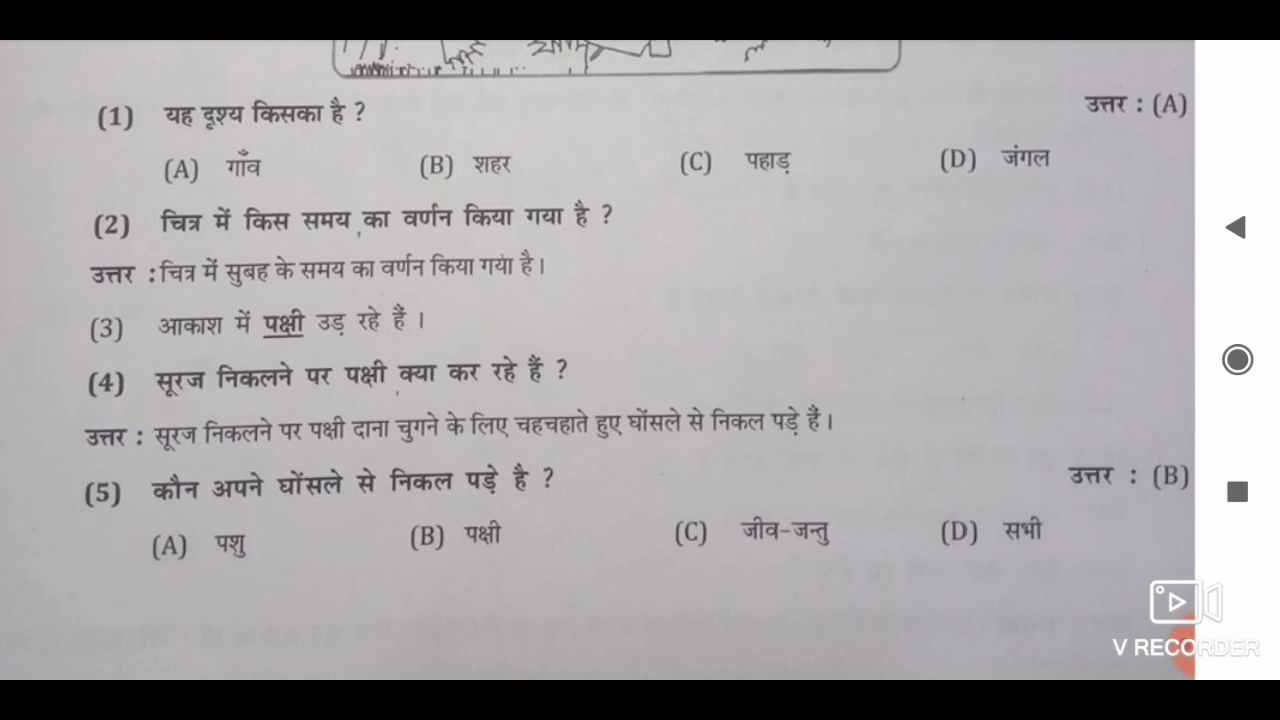 (1) यह दृश्य किसका है ? उत्तर : (A)
(A) गाँव (B) शहर (C) पहाड़ (D) जंगल
(2) चित्र में किस समय का वर्णन किया गया है ?
उत्तर : चित्र में सुबह के समय का वर्णन किया गया है।
(3) आकाश में पक्षी उड़ रहे हैं ।
(4) सूरज निकलने पर पक्षी क्या कर रहे हैं ?
उत्तर : सूरज निकलने पर पक्षी दाना चुगने के लिए चहचहाते हुए घोंसले से निकल पड़े हैं।
(5) कौन अपने घोंसले से निकल पड़े है ? उत्तर : (B)
(A) पशु (B) पक्षी (C) जीव-जन्तु (D) सभी
V RECORDER